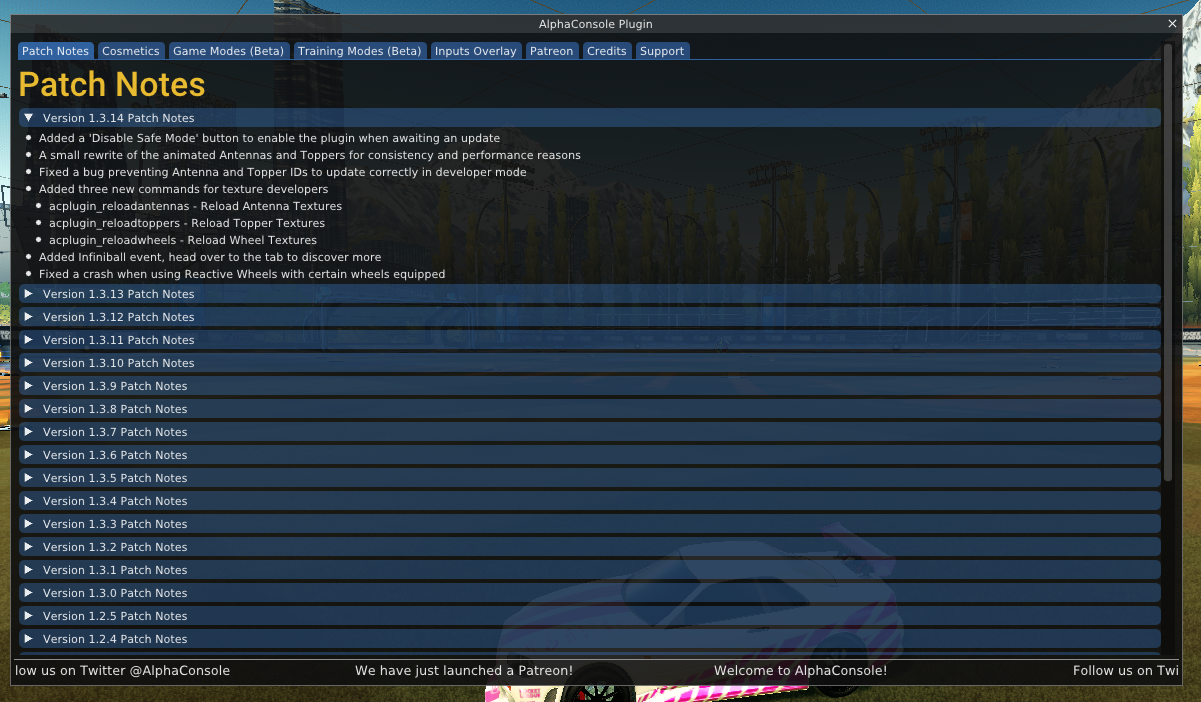 AlphaConsole Plugin
Patch Notes Cosmetics Game Modes (Beta) Training Modes (Beta) Inputs Overlay Patreon Credits Support
Patch Notes
Version 1.3.14 Patch Notes
Added a 'Disable Safe Mode' button to enable the plugin when awaiting an update
A small rewrite of the animated Antennas and Toppers for consistency and performance reasons
Fixed a bug preventing Antenna and Topper IDs to update correctly in developer mode
Added three new commands for texture developers
acplugin_reloadantennas - Reload Antenna Textures
acplugin_reloadtoppers - Reload Topper Textures
acplugin_reloadwheels - Reload Wheel Textures
Added Infiniball event, head over to the tab to discover more
Fixed a crash when using Reactive Wheels with certain wheels equipped
Version 1.3.13 Patch Notes
Version 1.3.12 Patch Notes
Version 1.3.11 Patch Notes
Version 1.3.10 Patch Notes
Version 1.3.9 Patch Notes
Version 1.3.8 Patch Notes
Version 1.3.7 Patch Notes
Version 1.3.6 Patch Notes
Version 1.3.5 Patch Notes
Version 1.3.4 Patch Notes
Version 1.3.3 Patch Notes
Version 1.3.2 Patch Notes
Version 1.3.1 Patch Notes
Version 1.3.0 Patch Notes
Version 1.2.5 Patch Notes
Version 1.2.4 Patch Notes
low us on Twitter @AlphaConsole We have just launched a Patreon! Welcome to AlphaConsole! Follow us on Twi